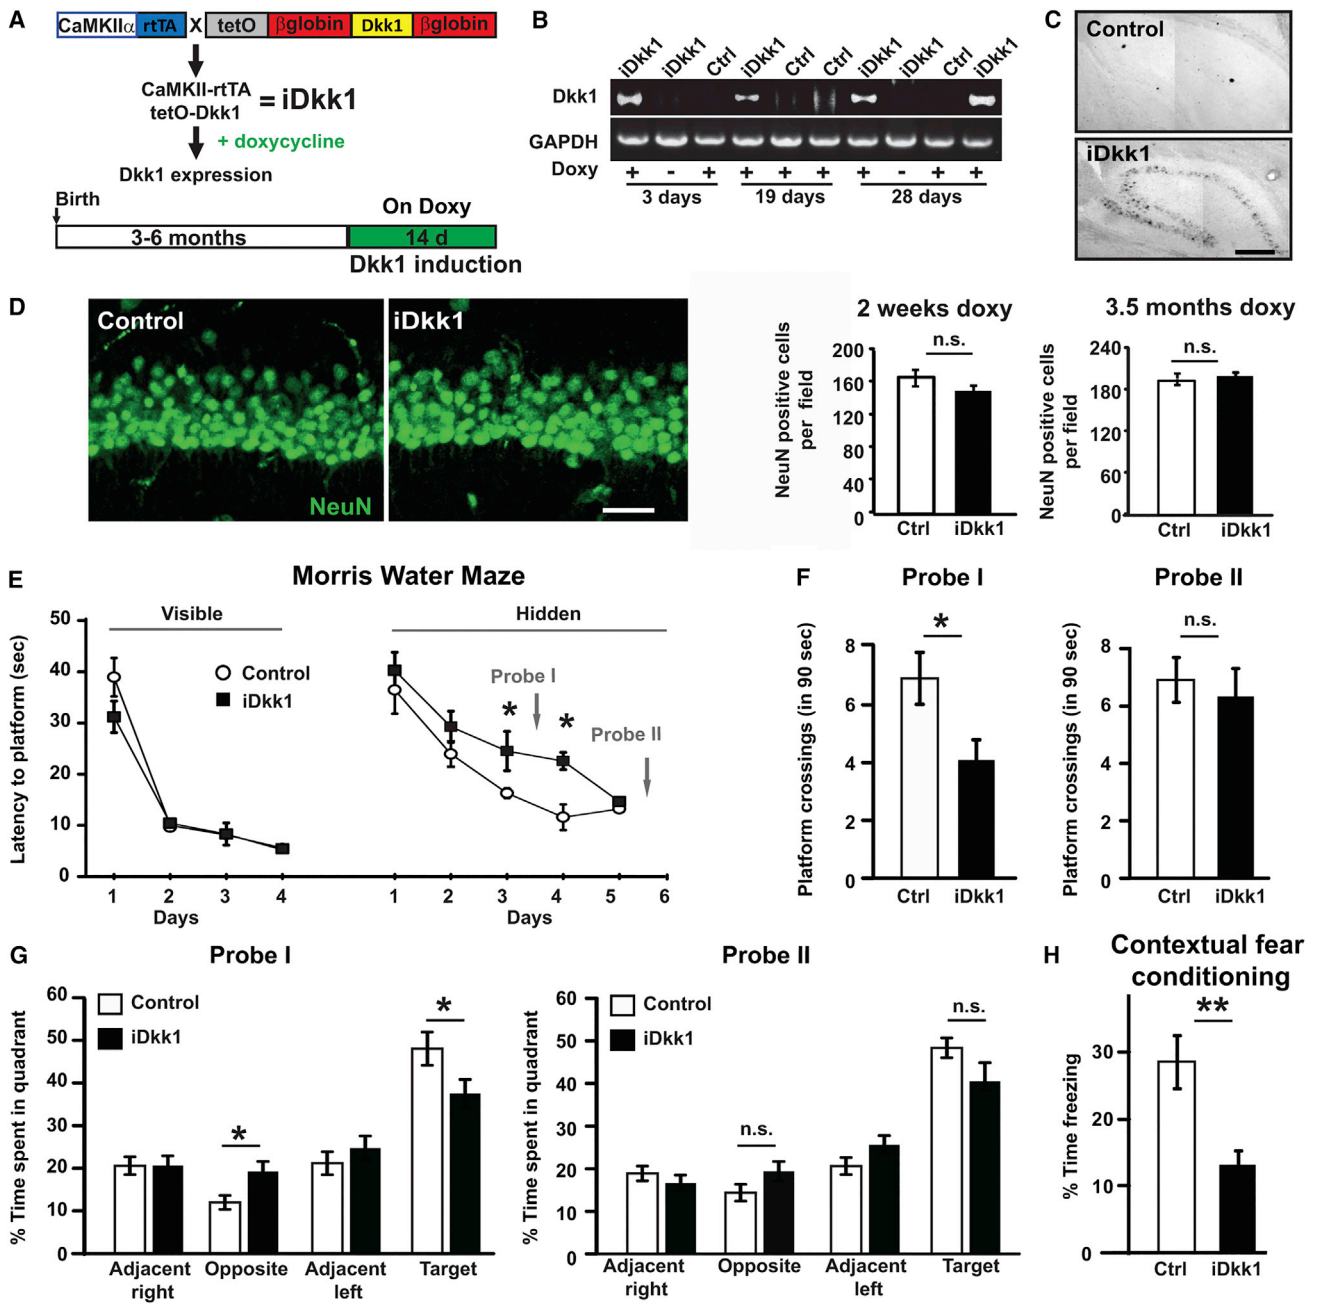 A
CaMKIIα rtTA X tetO βglobin Dkk1 βglobin
CaMKII-rtTA
tetO-Dkk1
= iDkk1
+ doxycycline
Dkk1 expression
Birth
On Doxy
3-6 months
14 d
Dkk1 induction
B
iDkk1 iDkk1 Ctrl iDkk1 Ctrl Ctrl iDkk1 iDkk1 Ctrl iDkk1
Dkk1
GAPDH
Doxy + - + + + + + - + +
3 days 19 days 28 days
C
Control
iDkk1
D
Control
iDkk1
NeuN
2 weeks doxy
NeuN positive cells
per field
200
160
120
80
40
0
n.s.
Ctrl iDkk1
3.5 months doxy
NeuN positive cells
per field
240
180
120
60
0
n.s.
Ctrl iDkk1
E
Morris Water Maze
Visible
Hidden
Latency to platform (sec)
50
40
30
20
10
0
Control
iDkk1
Probe I
* *
Probe II
1 2 3 4
Days
1 2 3 4 5 6
Days
F
Probe I
Platform crossings (in 90 sec)
8
6
4
2
0
*
Ctrl iDkk1
Probe II
Platform crossings (in 90 sec)
8
6
4
2
0
n.s.
Ctrl iDkk1
G
Probe I
% Time spent in quadrant
60
50
40
30
20
10
0
Control
iDkk1
*
*
Adjacent
right
Opposite
Adjacent
left
Target
Probe II
% Time spent in quadrant
60
50
40
30
20
10
0
Control
iDkk1
n.s.
n.s.
Adjacent
right
Opposite
Adjacent
left
Target
H
Contextual fear
conditioning
% Time freezing
30
20
10
0
**
Ctrl iDkk1